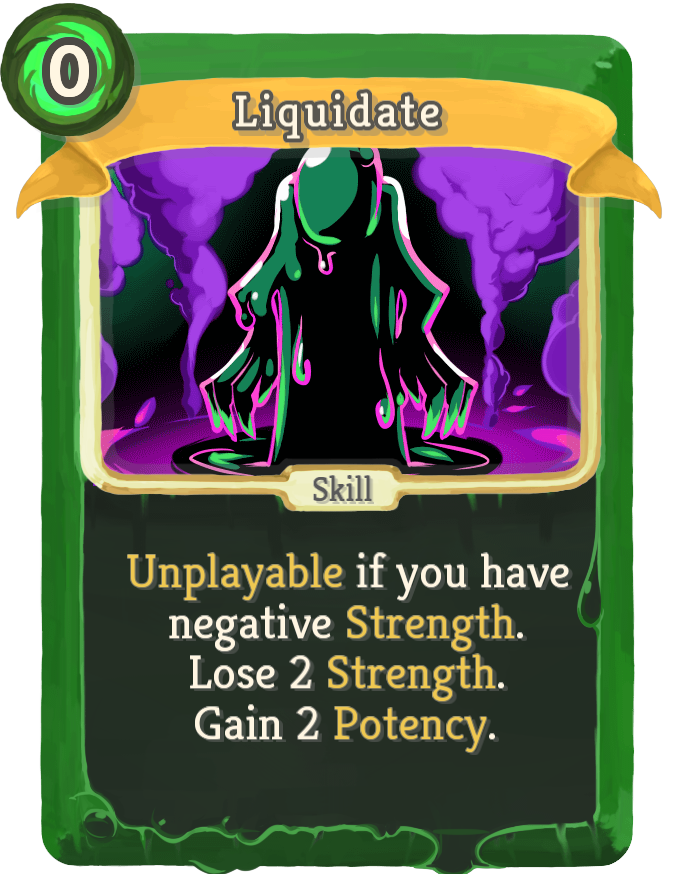 0
Liquidate
Skill
Unplayable if you have
negative Strength.
Lose 2 Strength.
Gain 2 Potency.